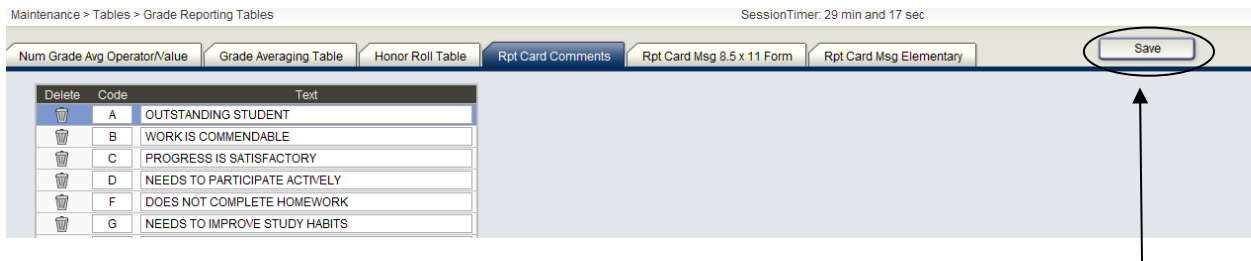 Maintenance > Tables > Grade Reporting Tables SessionTimer: 29 min and 17 sec
Num Grade Avg Operator/Value Grade Averaging Table Honor Roll Table Rpt Card Comments Rpt Card Msg 8.5 x 11 Form Rpt Card Msg Elementary Save
Delete Code Text
A OUTSTANDING STUDENT
B WORK IS COMMENDABLE
C PROGRESS IS SATISFACTORY
D NEEDS TO PARTICIPATE ACTIVELY
F DOES NOT COMPLETE HOMEWORK
G NEEDS TO IMPROVE STUDY HABITS